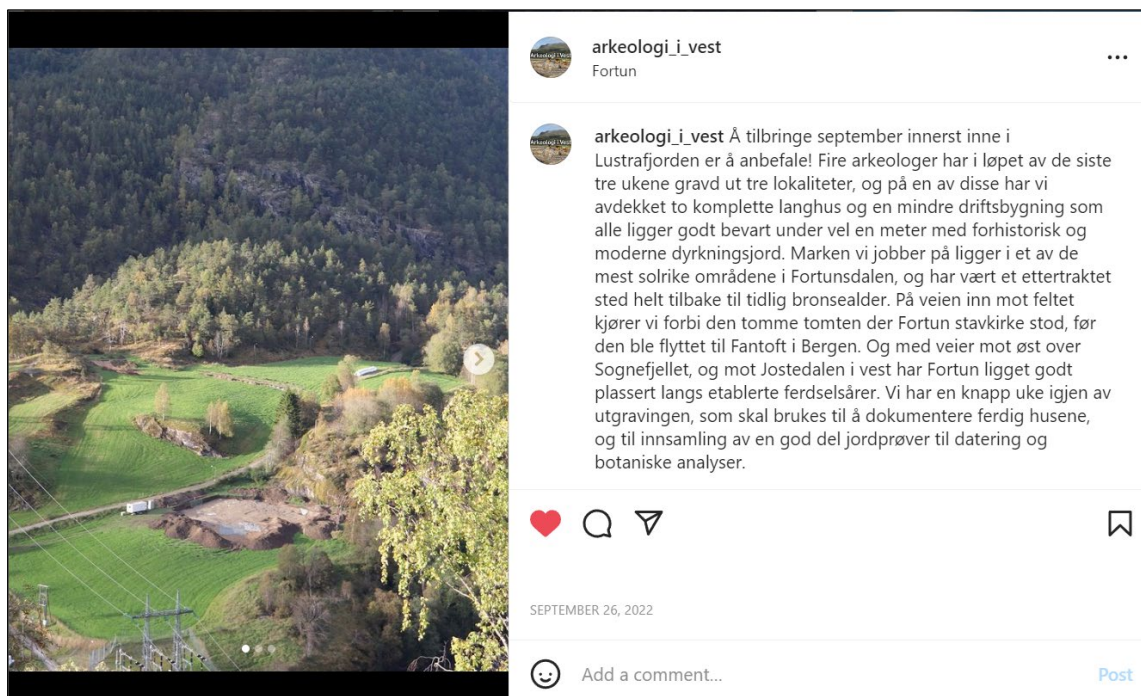 arkeologi_i_vest
Fortun
arkeologi_i_vest Å tilbringe september innerst inne i
Lustrafjorden er å anbefale! Fire arkeologer har i løpet av de siste
tre ukene gravd ut tre lokaliteter, og på en av disse har vi
avdekket to komplette langhus og en mindre driftsbygning som
alle ligger godt bevart under vel en meter med forhistorisk og
moderne dyrkningsjord. Marken vi jobber på ligger i et av de
mest solrike områdene i Fortunsdalen, og har vært et ettertraktet
sted helt tilbake til tidlig bronsealder. På veien inn mot feltet
kjører vi forbi den tomme tomten der Fortun stavkirke stod, før
den ble flyttet til Fantoft i Bergen. Og med veier mot øst over
Sognefjellet, og mot Jostedalen i vest har Fortun ligget godt
plassert langs etablerte ferdselsårer. Vi har en knapp uke igjen av
utgravingen, som skal brukes til å dokumentere ferdig husene,
og til innsamling av en god del jordprøver til datering og
botaniske analyser.
SEPTEMBER 26, 2022
Add a comment...
Post